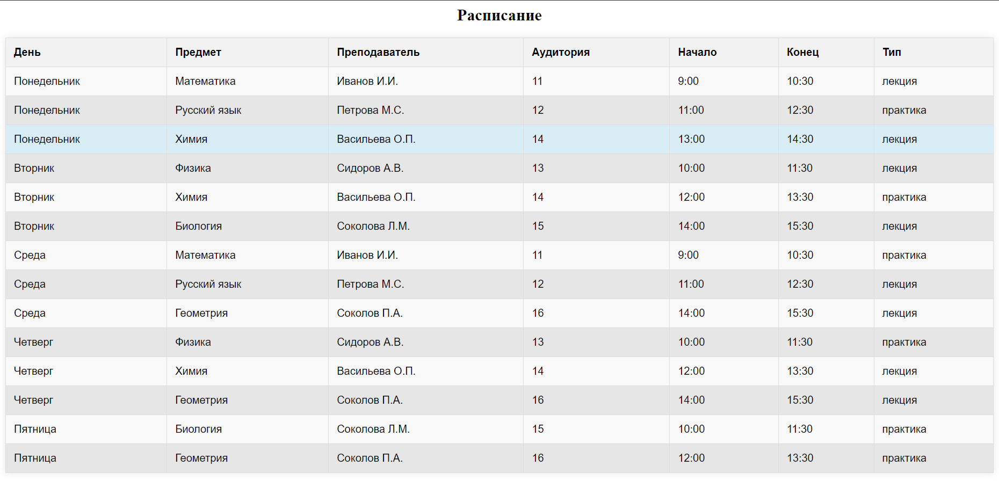 Расписание
День Предмет Преподаватель Аудитория Начало Конец Тип
Понедельник Математика Иванов И.И. 11 9:00 10:30 лекция
Понедельник Русский язык Петрова М.С. 12 11:00 12:30 практика
Понедельник Химия Васильева О.П. 14 13:00 14:30 лекция
Вторник Физика Сидоров А.В. 13 10:00 11:30 лекция
Вторник Химия Васильева О.П. 14 12:00 13:30 практика
Вторник Биология Соколова Л.М. 15 14:00 15:30 лекция
Среда Математика Иванов И.И. 11 9:00 10:30 практика
Среда Русский язык Петрова М.С. 12 11:00 12:30 лекция
Среда Геометрия Соколов П.А. 16 14:00 15:30 лекция
Четверг Физика Сидоров А.В. 13 10:00 11:30 практика
Четверг Химия Васильева О.П. 14 12:00 13:30 лекция
Четверг Геометрия Соколов П.А. 16 14:00 15:30 лекция
Пятница Биология Соколова Л.М. 15 10:00 11:30 практика
Пятница Геометрия Соколов П.А. 16 12:00 13:30 практика